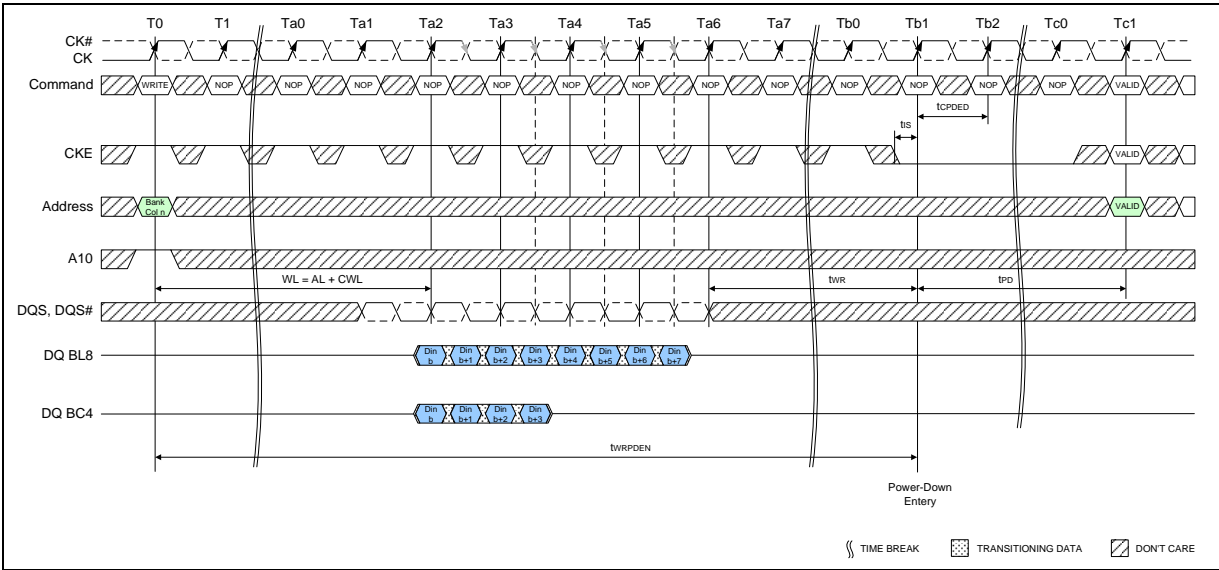 T0 T1 Ta0 Ta1 Ta2 Ta3 Ta4 Ta5 Ta6 Ta7 Tb0 Tb1 Tb2 Tc0 Tc1
CK#
CK
Command WRITE NOP NOP NOP NOP NOP NOP NOP NOP NOP NOP NOP NOP NOP VALID
tCPDED
tIS
CKE VALID
Address Bank Col n VALID
A10
WL = AL + CWL tWR tPD
DQS, DQS#
DQ BL8 Din b Din b+1 Din b+2 Din b+3 Din b+4 Din b+5 Din b+6 Din b+7
DQ BC4 Din b Din b+1 Din b+2 Din b+3
tWRPDEN
Power-Down
Entery
TIME BREAK TRANSITIONING DATA DON'T CARE